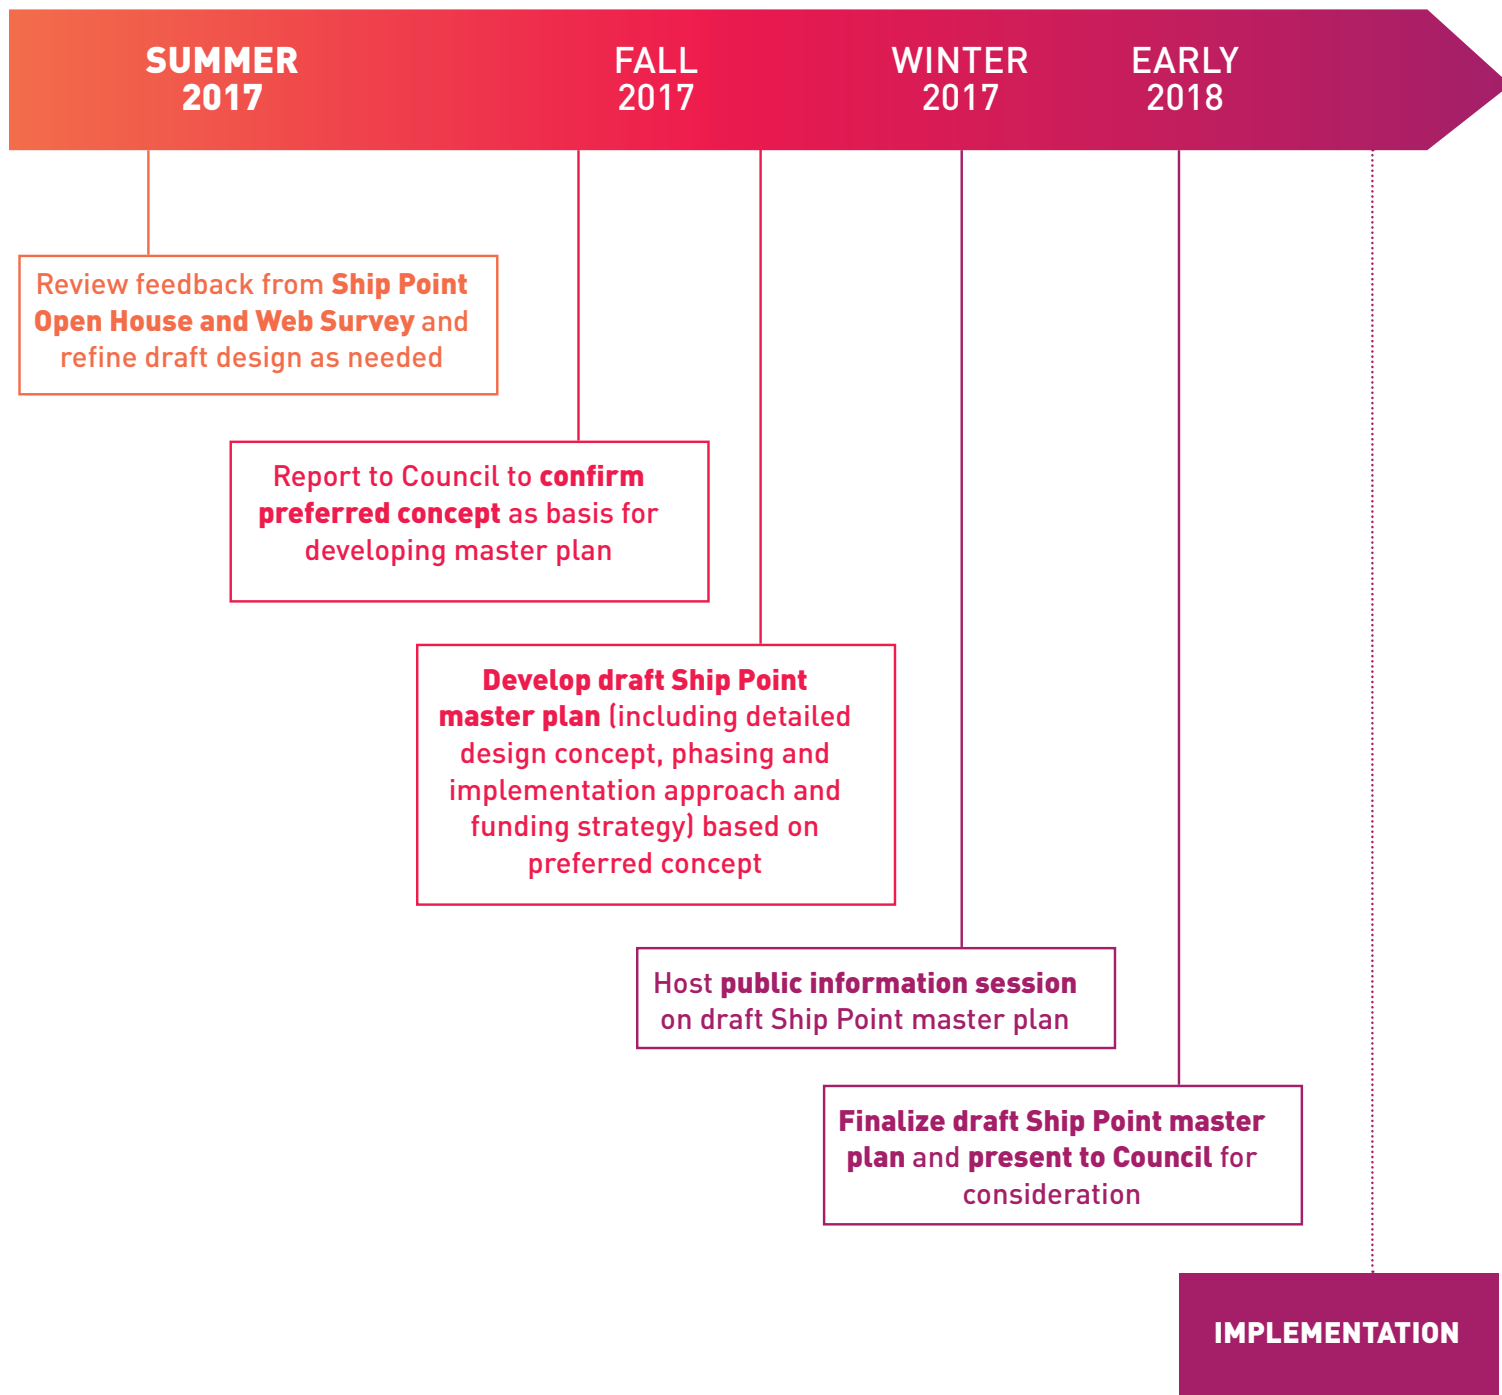 SUMMER
2017
FALL
2017
WINTER
2017
EARLY
2018
Review feedback from Ship Point
Open House and Web Survey and
refine draft design as needed
Report to Council to confirm
preferred concept as basis for
developing master plan
Develop draft Ship Point
master plan (including detailed
design concept, phasing and
implementation approach and
funding strategy) based on
preferred concept
Host public information session
on draft Ship Point master plan
Finalize draft Ship Point master
plan and present to Council for
consideration
IMPLEMENTATION